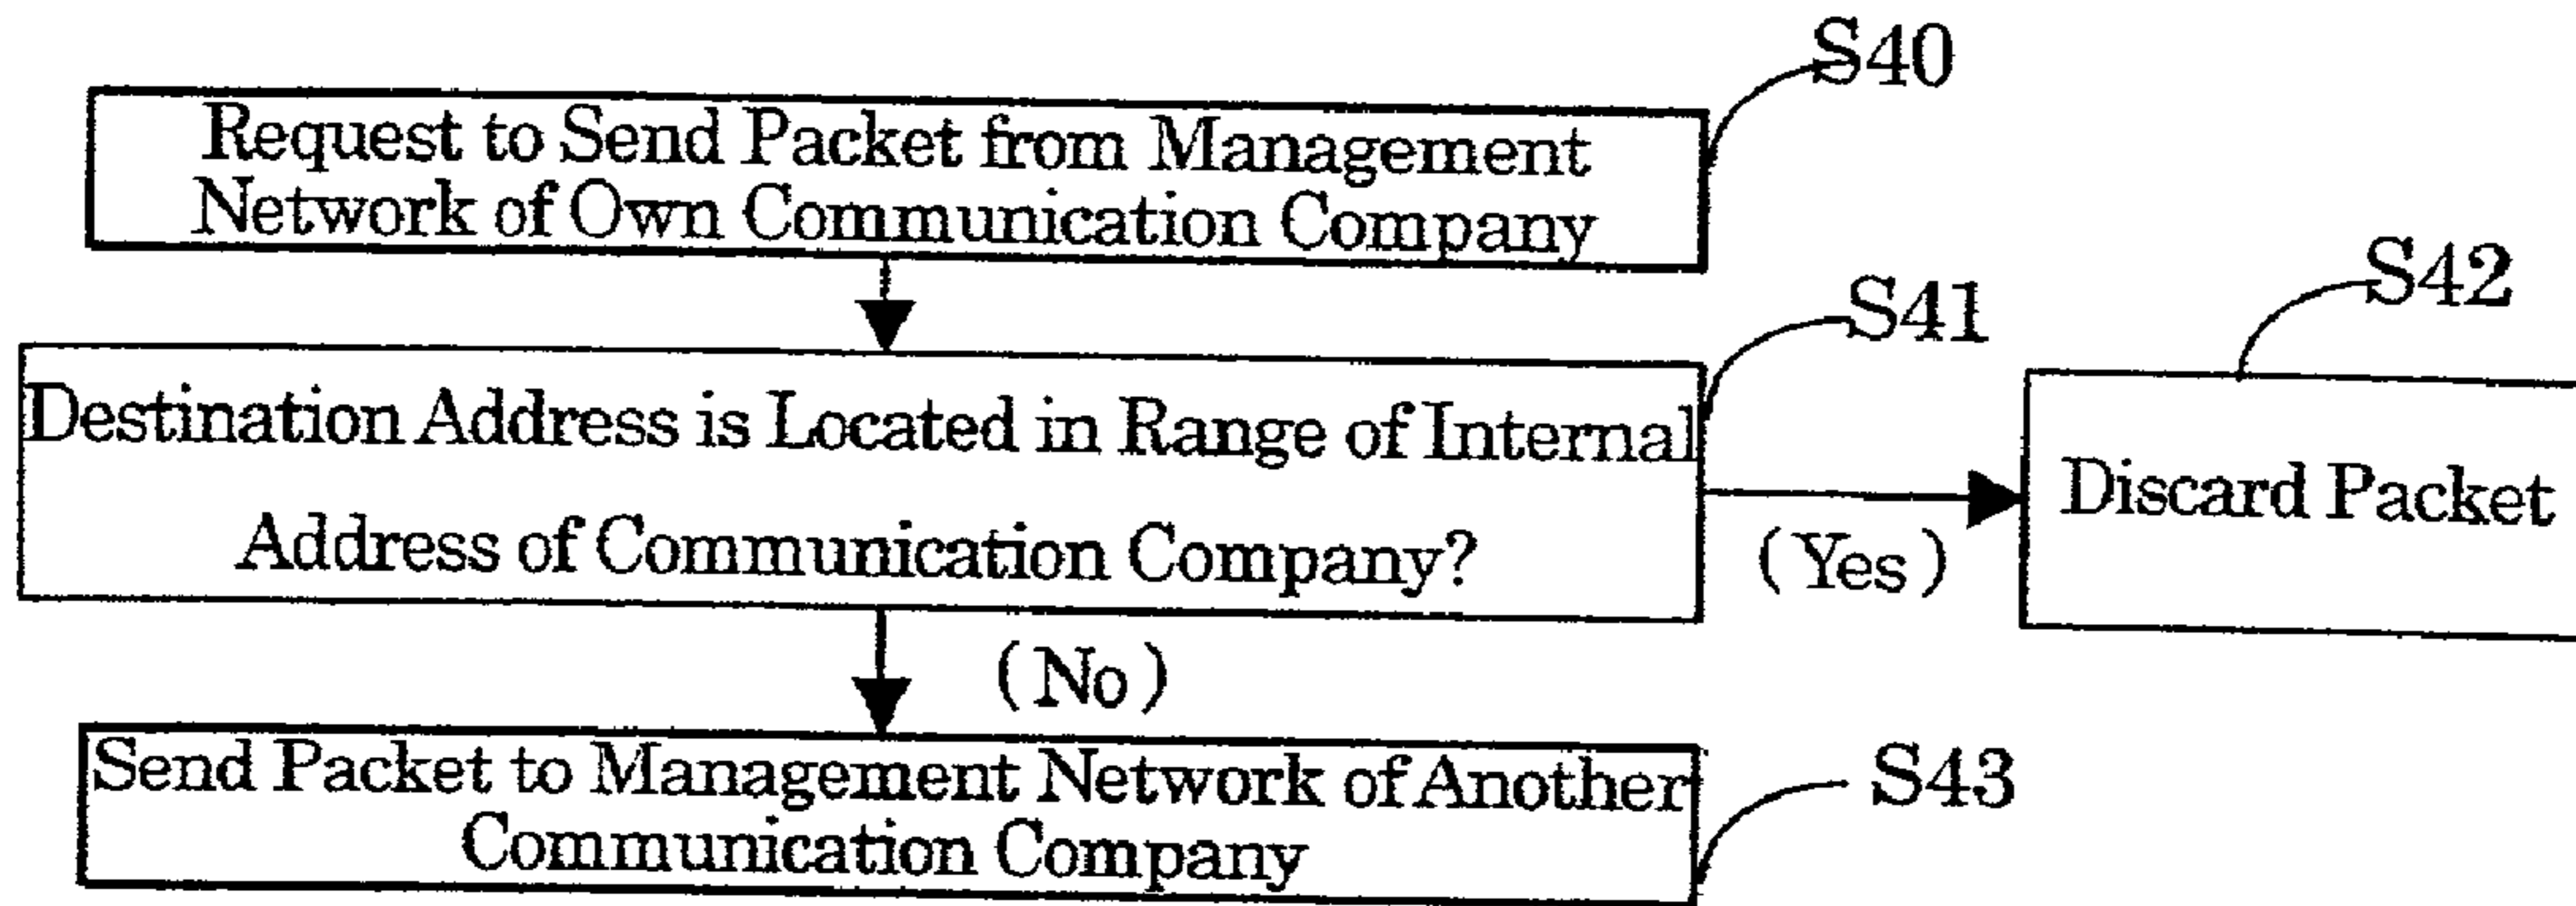 S40
Request to Send Packet from Management
Network of Own Communication Company
S41
Destination Address is Located in Range of Internal
Address of Communication Company?
S42
Discard Packet
(Yes)
(No)
Send Packet to Management Network of Another
Communication Company
S43